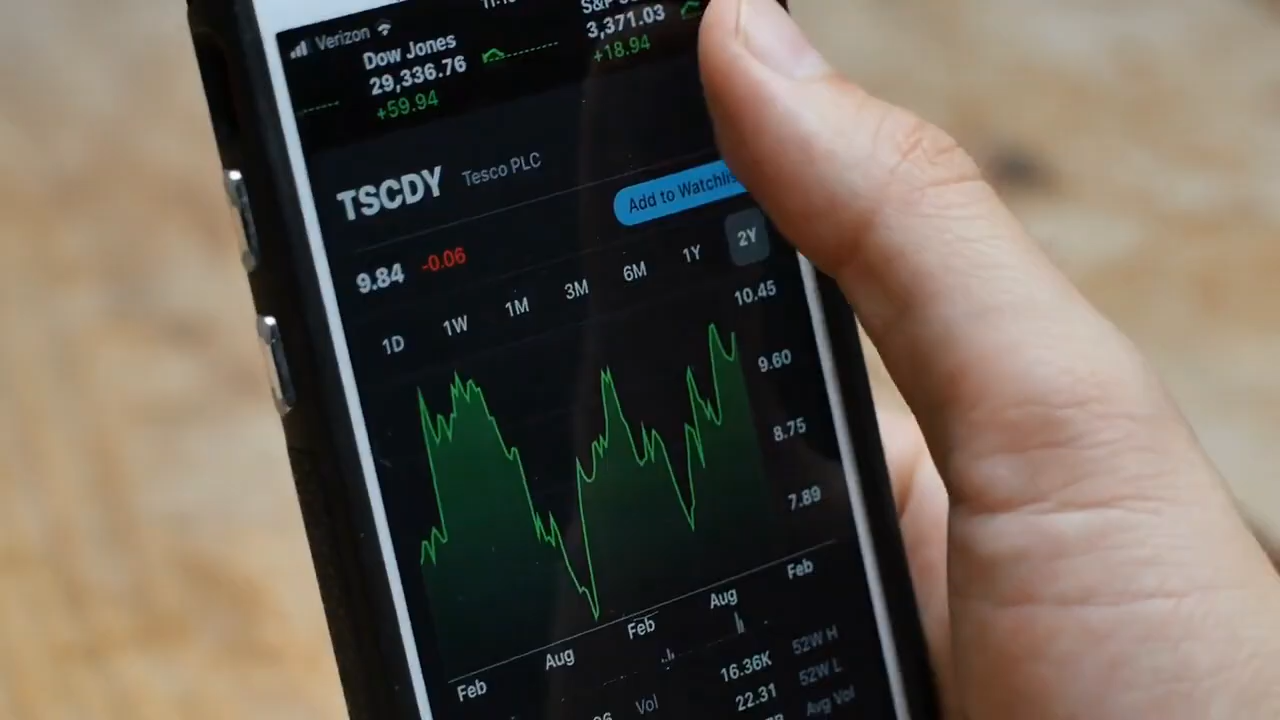 Verizon
Dow Jones
29,336.76
+59.94
3,371.03
+18.94
TSCDY Tesco PLC
Add to Watchlis
9.84 -0.06
1D 1W 1M 3M 6M 1Y 2Y
10.45
9.60
8.75
7.89
Feb Aug Feb Aug Feb
Vol 16.36K 52W H
22.31 52W L
Avg Vol